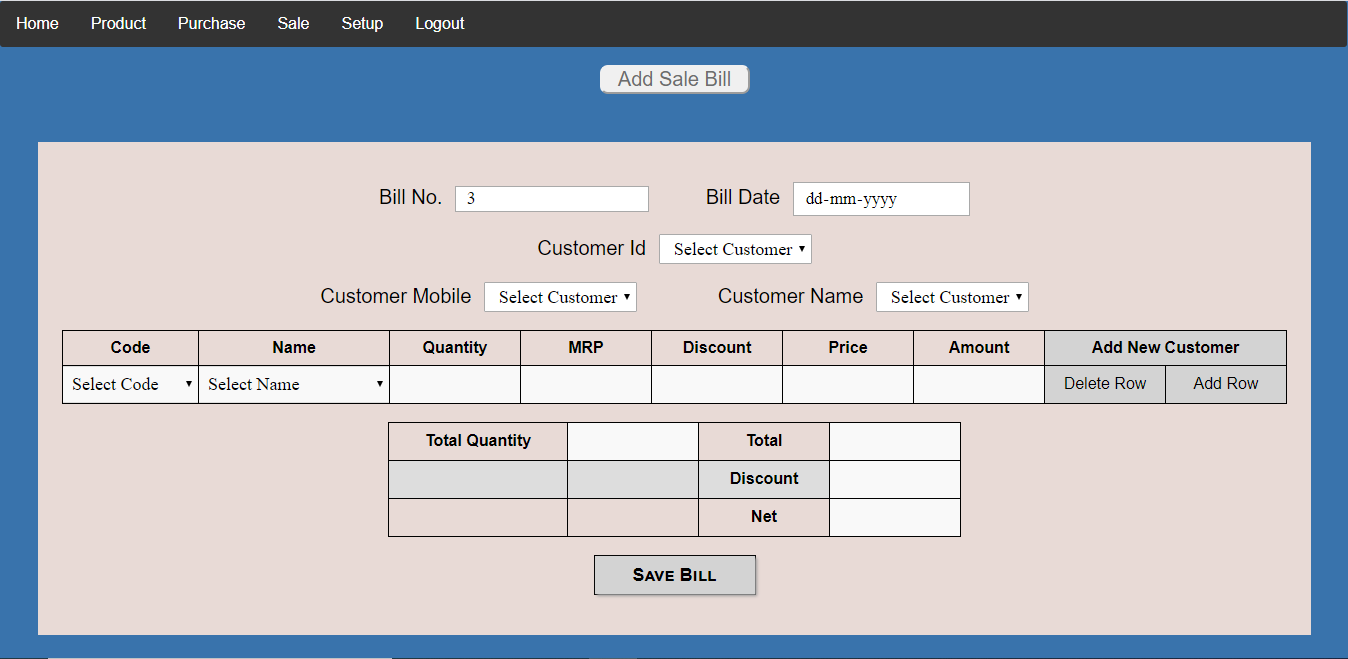 Home Product Purchase Sale Setup Logout
Add Sale Bill
Bill No. 3 Bill Date dd-mm-yyyy
Customer Id Select Customer
Customer Mobile Select Customer Customer Name Select Customer
Code Name Quantity MRP Discount Price Amount Add New Customer
Select Code Select Name Delete Row Add Row
Total Quantity Total
Discount
Net
SAVE BILL